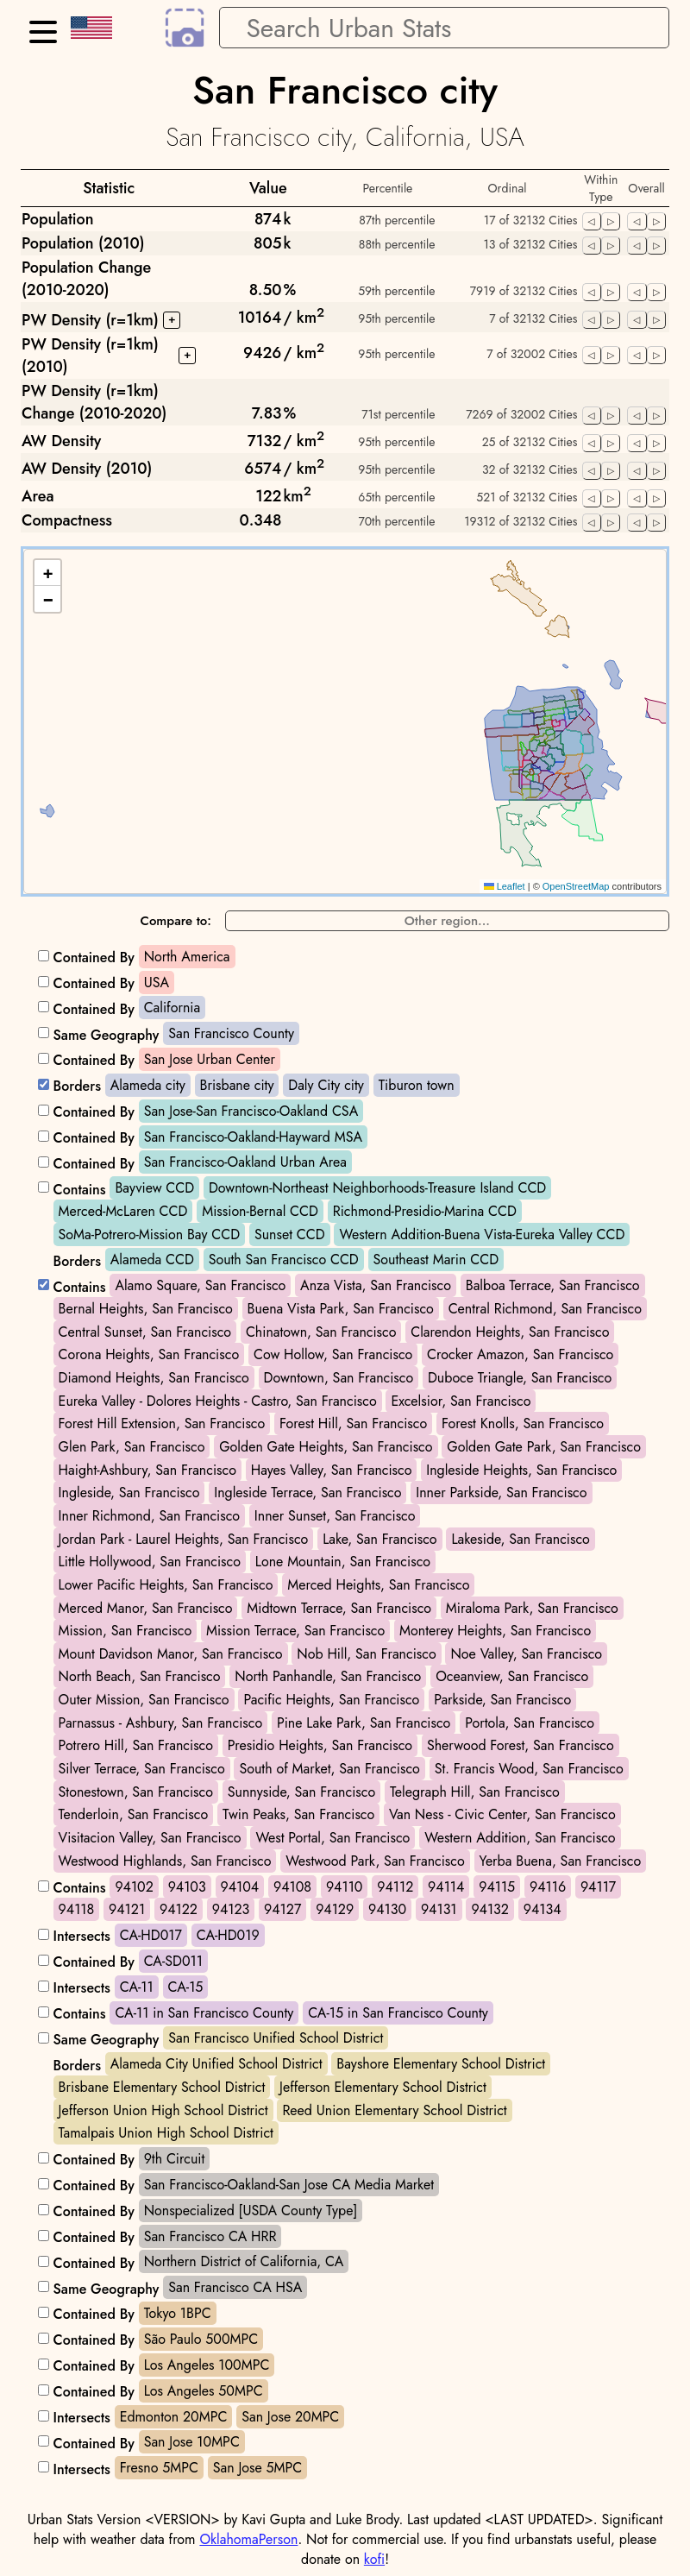 Search Urban Stats
San Francisco city
San Francisco city, California, USA
Statistic Value Percentile Ordinal Within Type Overall
Population 874 k 87th percentile 17 of 32132 Cities ◁ ▷ ◁ ▷
Population (2010) 805 k 88th percentile 13 of 32132 Cities ◁ ▷ ◁ ▷
Population Change
(2010-2020) 8.50 % 59th percentile 7919 of 32132 Cities ◁ ▷ ◁ ▷
PW Density (r=1km) + 10164 / km² 95th percentile 7 of 32132 Cities ◁ ▷ ◁ ▷
PW Density (r=1km)
(2010) + 9426 / km² 95th percentile 7 of 32002 Cities ◁ ▷ ◁ ▷
PW Density (r=1km)
Change (2010-2020) 7.83 % 71st percentile 7269 of 32002 Cities ◁ ▷ ◁ ▷
AW Density 7132 / km² 95th percentile 25 of 32132 Cities ◁ ▷ ◁ ▷
AW Density (2010) 6574 / km² 95th percentile 32 of 32132 Cities ◁ ▷ ◁ ▷
Area 122 km² 65th percentile 521 of 32132 Cities ◁ ▷ ◁ ▷
Compactness 0.348 70th percentile 19312 of 32132 Cities ◁ ▷ ◁ ▷
+
−
Leaflet | © OpenStreetMap contributors
Compare to: Other region...
Contained By North America
Contained By USA
Contained By California
Same Geography San Francisco County
Contained By San Jose Urban Center
Borders Alameda city Brisbane city Daly City city Tiburon town
Contained By San Jose-San Francisco-Oakland CSA
Contained By San Francisco-Oakland-Hayward MSA
Contained By San Francisco-Oakland Urban Area
Contains Bayview CCD Downtown-Northeast Neighborhoods-Treasure Island CCD
Merced-McLaren CCD Mission-Bernal CCD Richmond-Presidio-Marina CCD
SoMa-Potrero-Mission Bay CCD Sunset CCD Western Addition-Buena Vista-Eureka Valley CCD
Borders Alameda CCD South San Francisco CCD Southeast Marin CCD
Contains Alamo Square, San Francisco Anza Vista, San Francisco Balboa Terrace, San Francisco
Bernal Heights, San Francisco Buena Vista Park, San Francisco Central Richmond, San Francisco
Central Sunset, San Francisco Chinatown, San Francisco Clarendon Heights, San Francisco
Corona Heights, San Francisco Cow Hollow, San Francisco Crocker Amazon, San Francisco
Diamond Heights, San Francisco Downtown, San Francisco Duboce Triangle, San Francisco
Eureka Valley - Dolores Heights - Castro, San Francisco Excelsior, San Francisco
Forest Hill Extension, San Francisco Forest Hill, San Francisco Forest Knolls, San Francisco
Glen Park, San Francisco Golden Gate Heights, San Francisco Golden Gate Park, San Francisco
Haight-Ashbury, San Francisco Hayes Valley, San Francisco Ingleside Heights, San Francisco
Ingleside, San Francisco Ingleside Terrace, San Francisco Inner Parkside, San Francisco
Inner Richmond, San Francisco Inner Sunset, San Francisco
Jordan Park - Laurel Heights, San Francisco Lake, San Francisco Lakeside, San Francisco
Little Hollywood, San Francisco Lone Mountain, San Francisco
Lower Pacific Heights, San Francisco Merced Heights, San Francisco
Merced Manor, San Francisco Midtown Terrace, San Francisco Miraloma Park, San Francisco
Mission, San Francisco Mission Terrace, San Francisco Monterey Heights, San Francisco
Mount Davidson Manor, San Francisco Nob Hill, San Francisco Noe Valley, San Francisco
North Beach, San Francisco North Panhandle, San Francisco Oceanview, San Francisco
Outer Mission, San Francisco Pacific Heights, San Francisco Parkside, San Francisco
Parnassus - Ashbury, San Francisco Pine Lake Park, San Francisco Portola, San Francisco
Potrero Hill, San Francisco Presidio Heights, San Francisco Sherwood Forest, San Francisco
Silver Terrace, San Francisco South of Market, San Francisco St. Francis Wood, San Francisco
Stonestown, San Francisco Sunnyside, San Francisco Telegraph Hill, San Francisco
Tenderloin, San Francisco Twin Peaks, San Francisco Van Ness - Civic Center, San Francisco
Visitacion Valley, San Francisco West Portal, San Francisco Western Addition, San Francisco
Westwood Highlands, San Francisco Westwood Park, San Francisco Yerba Buena, San Francisco
Contains 94102 94103 94104 94108 94110 94112 94114 94115 94116 94117
94118 94121 94122 94123 94127 94129 94130 94131 94132 94134
Intersects CA-HD017 CA-HD019
Contained By CA-SD011
Intersects CA-11 CA-15
Contains CA-11 in San Francisco County CA-15 in San Francisco County
Same Geography San Francisco Unified School District
Borders Alameda City Unified School District Bayshore Elementary School District
Brisbane Elementary School District Jefferson Elementary School District
Jefferson Union High School District Reed Union Elementary School District
Tamalpais Union High School District
Contained By 9th Circuit
Contained By San Francisco-Oakland-San Jose CA Media Market
Contained By Nonspecialized [USDA County Type]
Contained By San Francisco CA HRR
Contained By Northern District of California, CA
Same Geography San Francisco CA HSA
Contained By Tokyo 1BPC
Contained By São Paulo 500MPC
Contained By Los Angeles 100MPC
Contained By Los Angeles 50MPC
Intersects Edmonton 20MPC San Jose 20MPC
Contained By San Jose 10MPC
Intersects Fresno 5MPC San Jose 5MPC
Urban Stats Version <VERSION> by Kavi Gupta and Luke Brody. Last updated <LAST UPDATED>. Significant
help with weather data from OklahomaPerson. Not for commercial use. If you find urbanstats useful, please
donate on kofi!